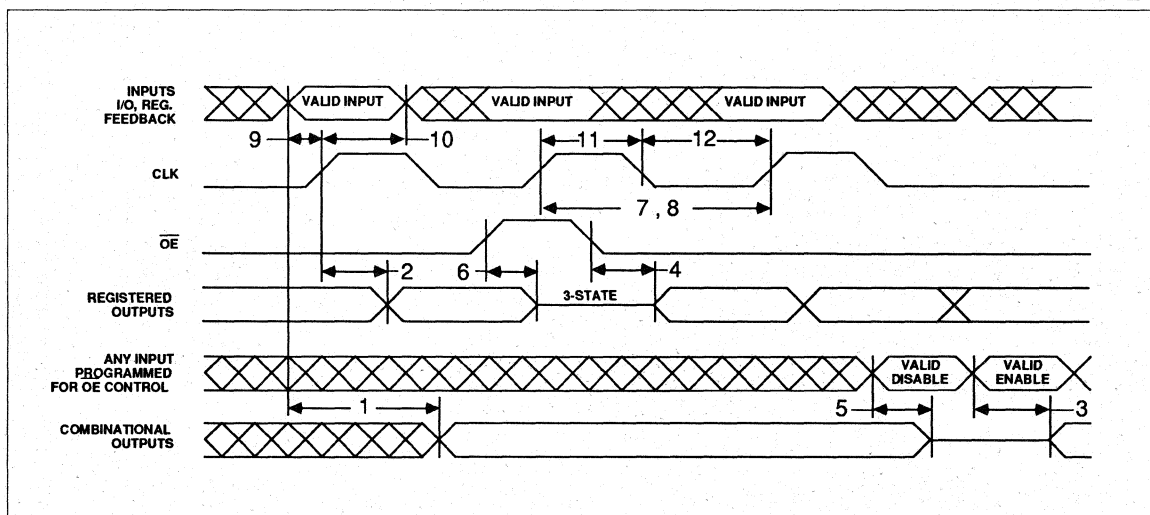 INPUTS
I/O, REG.
FEEDBACK
VALID INPUT
VALID INPUT
VALID INPUT
9
10
11
12
CLK
7 , 8
OE
2
6
4
REGISTERED
OUTPUTS
3-STATE
ANY INPUT
PROGRAMMED
FOR OE CONTROL
VALID
DISABLE
VALID
ENABLE
1
5
3
COMBINATIONAL
OUTPUTS